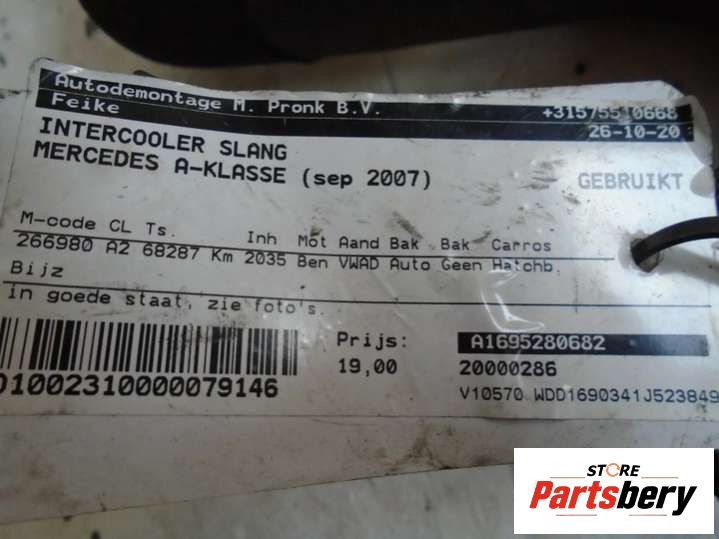 Autodemontage M. Pronk B.V.
Feike
+31575510668
26-10-20
INTERCOOLER SLANG
MERCEDES A-KLASSE (sep 2007)
GEBRUIKT
M-code CL Ts. Inh Mot Aand Bak Bak Carros
266980 A2 68287 Km 2035 Ben VWAD Auto Geen Hatchb.
Bijz
in goede staat, zie foto's.
Prijs: A1695280682
19,00 20000286
01002310000079146
V10570 WDD1690341J523849
STORE
Partsbery